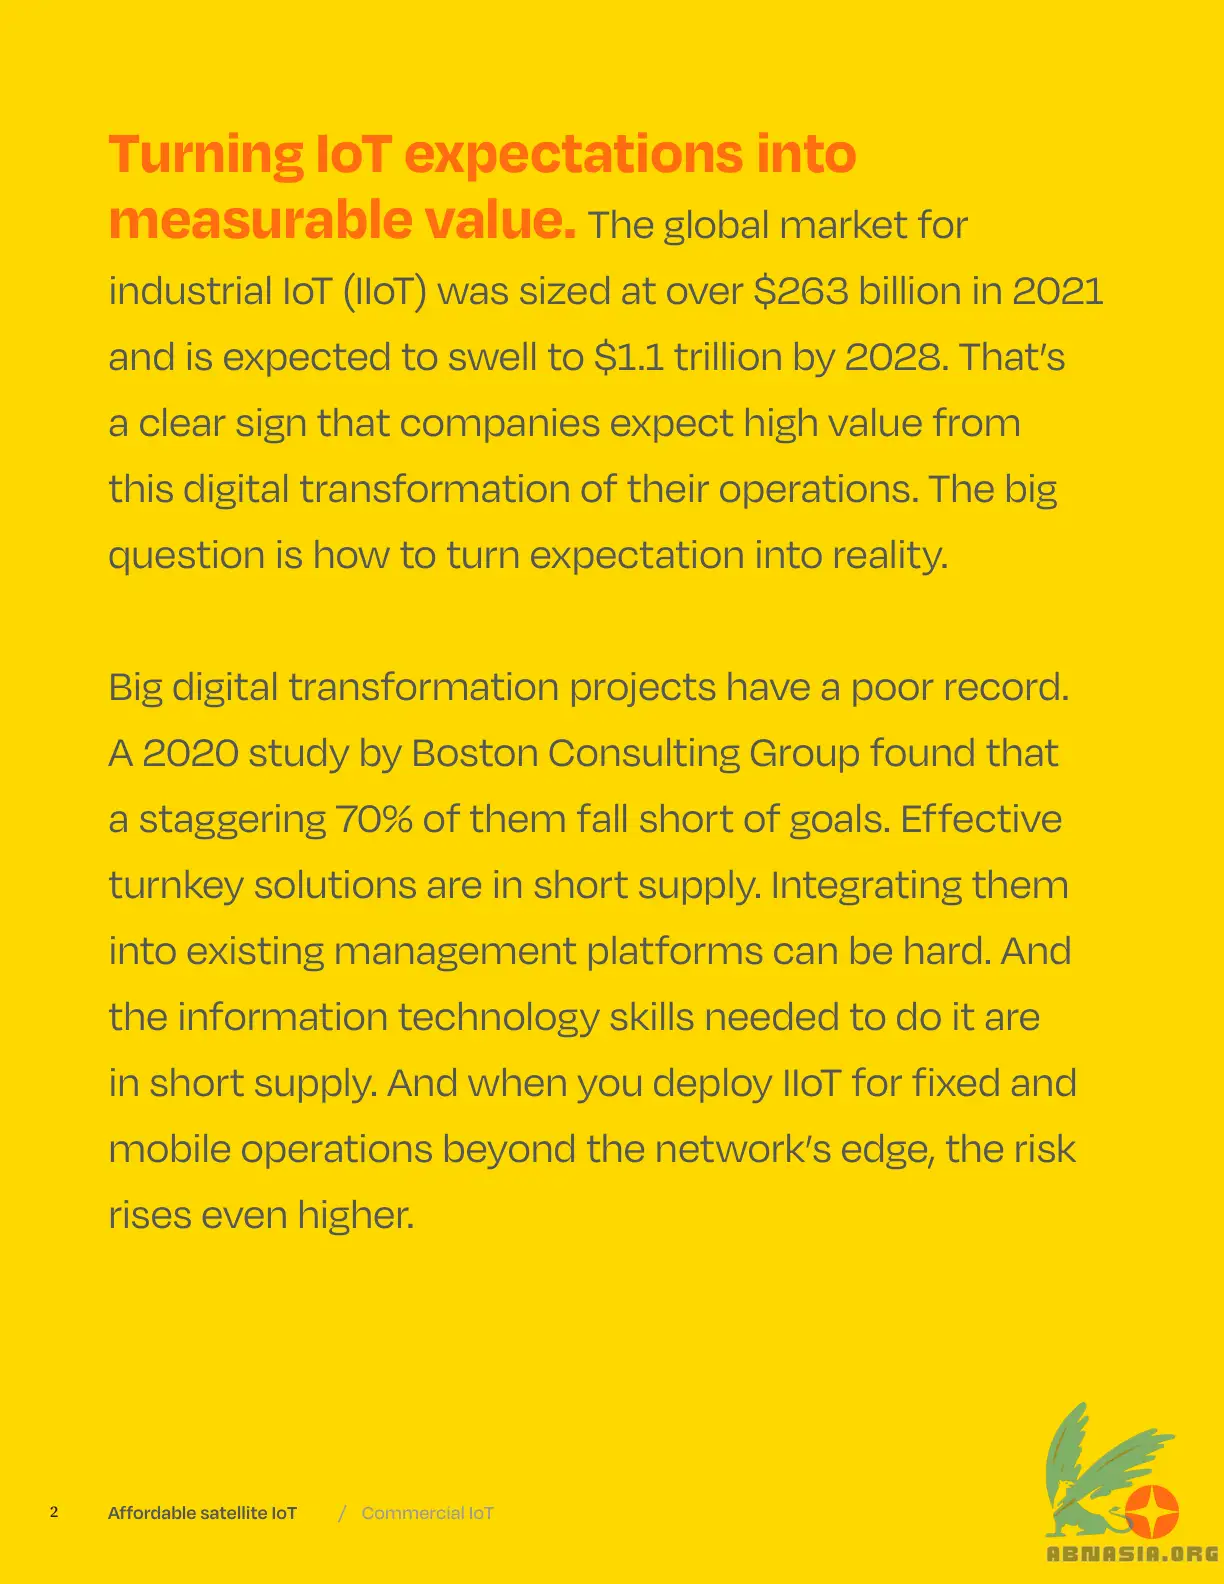 Turning IoT expectations into
measurable value. The global market for
industrial IoT (IIoT) was sized at over $263 billion in 2021
and is expected to swell to $1.1 trillion by 2028. That’s
a clear sign that companies expect high value from
this digital transformation of their operations. The big
question is how to turn expectation into reality.
Big digital transformation projects have a poor record.
A 2020 study by Boston Consulting Group found that
a staggering 70% of them fall short of goals. Effective
turnkey solutions are in short supply. Integrating them
into existing management platforms can be hard. And
the information technology skills needed to do it are
in short supply. And when you deploy IIoT for fixed and
mobile operations beyond the network’s edge, the risk
rises even higher.
2 Affordable satellite IoT / Commercial IoT
ABNASIA.ORG